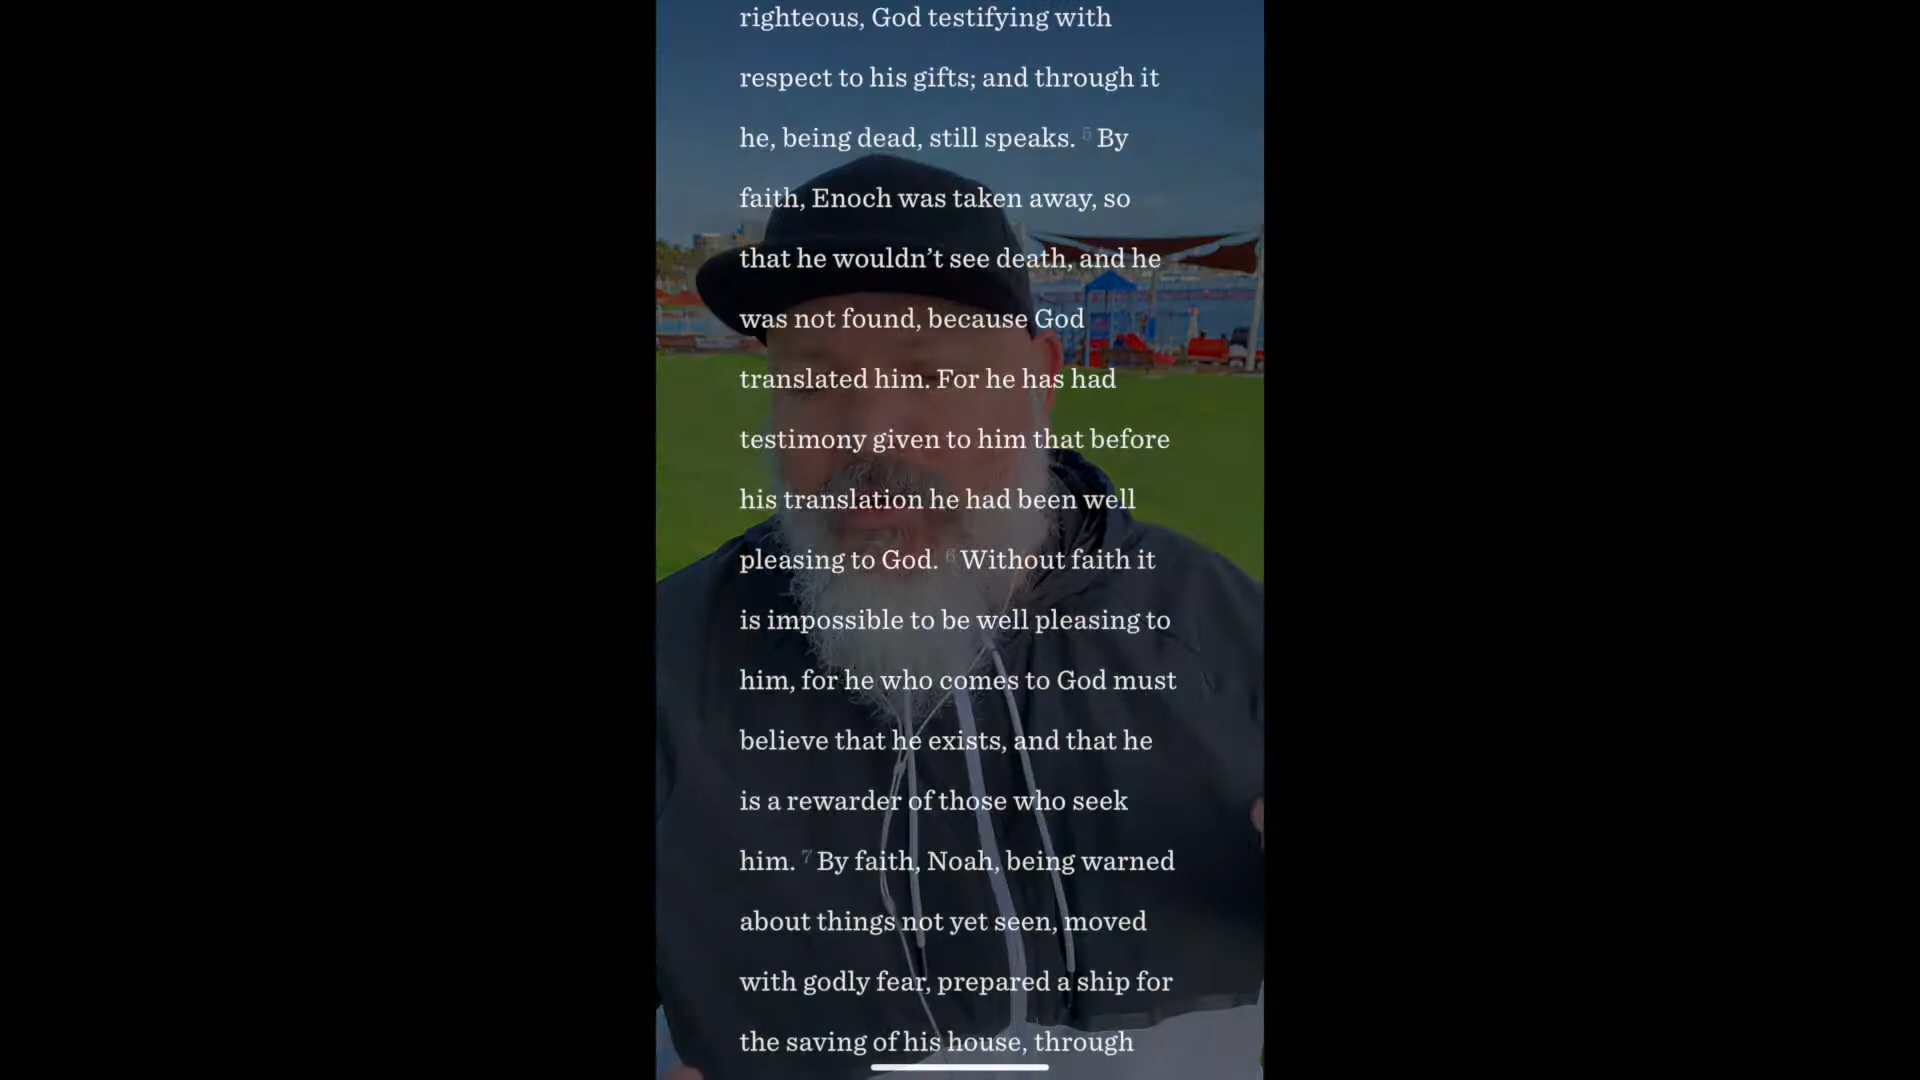 righteous, God testifying with
respect to his gifts; and through it
he, being dead, still speaks. 5 By
faith, Enoch was taken away, so
that he wouldn’t see death, and he
was not found, because God
translated him. For he has had
testimony given to him that before
his translation he had been well
pleasing to God. 6 Without faith it
is impossible to be well pleasing to
him, for he who comes to God must
believe that he exists, and that he
is a rewarder of those who seek
him. 7 By faith, Noah, being warned
about things not yet seen, moved
with godly fear, prepared a ship for
the saving of his house, through